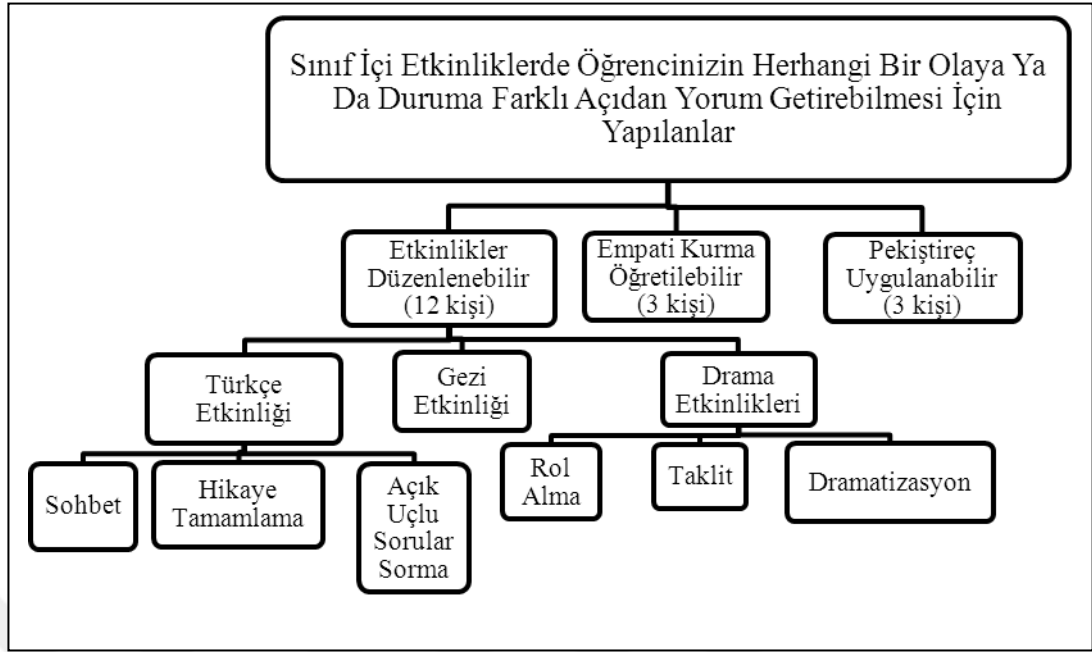 Sınıf İçi Etkinliklerde Öğrencinizin Herhangi Bir Olaya Ya
Da Duruma Farklı Açıdan Yorum Getirebilmesi İçin
Yapılanlar
Etkinlikler
Düzenlenebilir
(12 kişi)
Empati Kurma
Öğretilebilir
(3 kişi)
Pekiştireç
Uygulanabilir
(3 kişi)
Türkçe
Etkinliği
Gezi
Etkinliği
Drama
Etkinlikleri
Sohbet
Hikaye
Tamamlama
Açık
Uçlu
Sorular
Sorma
Rol
Alma
Taklit
Dramatizasyon